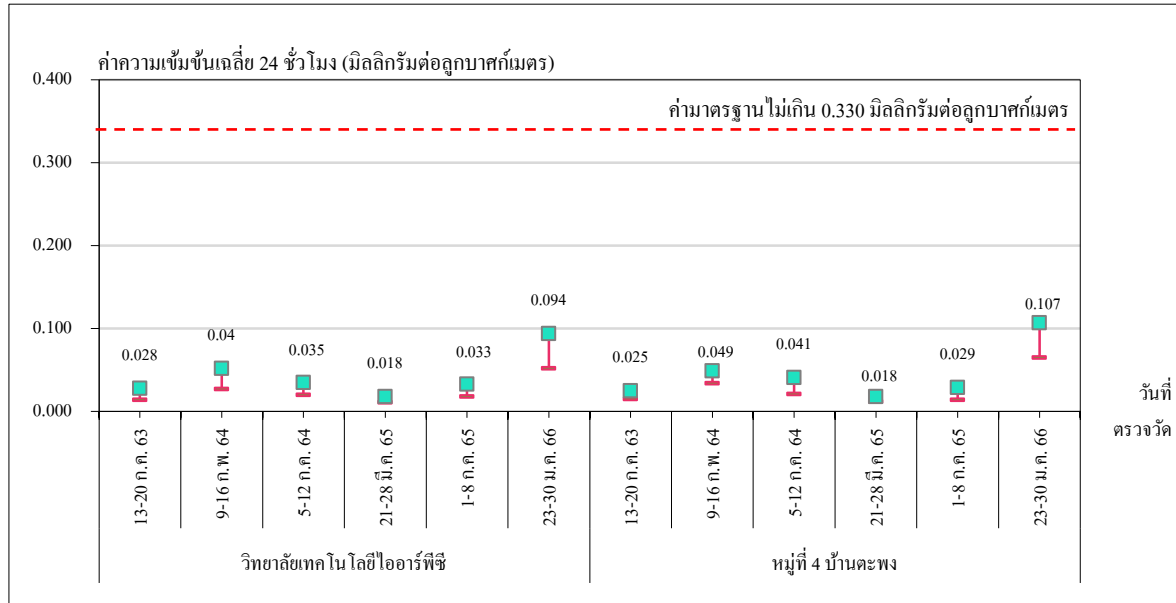 ค่าความเข้มข้นเฉลี่ย 24 ชั่วโมง (มิลลิกรัมต่อลูกบาศก์เมตร)
0.400
ค่ามาตรฐานไม่เกิน 0.330 มิลลิกรัมต่อลูกบาศก์เมตร
0.300
0.200
0.100
0.000
0.028
0.04
0.035
0.018
0.033
0.094
0.025
0.049
0.041
0.018
0.029
0.107
วันที่
ตรวจวัด
13-20 ก.ค. 63
9-16 ก.พ. 64
5-12 ก.ค. 64
21-28 มี.ค. 65
1-8 ก.ค. 65
23-30 ม.ค. 66
13-20 ก.ค. 63
9-16 ก.พ. 64
5-12 ก.ค. 64
21-28 มี.ค. 65
1-8 ก.ค. 65
23-30 ม.ค. 66
วิทยาลัยเทคโนโลยีไออาร์พีซี
หมู่ที่ 4 บ้านตะพง